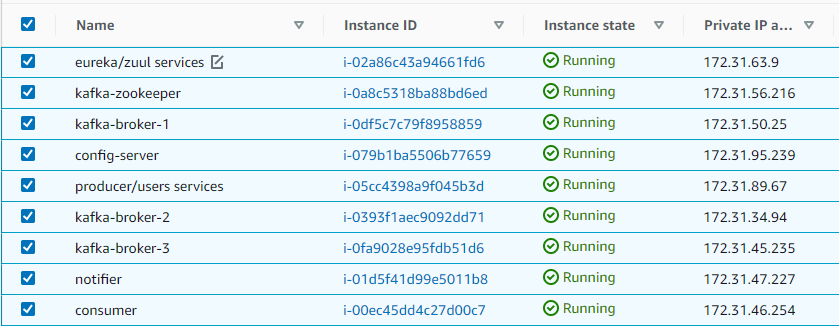 Name Instance ID Instance state Private IP a...
eureka/zuul services i-02a86c43a94661fd6 Running 172.31.63.9
kafka-zookeeper i-0a8c5318ba88bd6ed Running 172.31.56.216
kafka-broker-1 i-0df5c7c79f8958859 Running 172.31.50.25
config-server i-079b1ba5506b77659 Running 172.31.95.239
producer/users services i-05cc4398a9f045b3d Running 172.31.89.67
kafka-broker-2 i-0393f1aec9092dd71 Running 172.31.34.94
kafka-broker-3 i-0fa9028e95fdb51d6 Running 172.31.45.235
notifier i-01d5f41d99e5011b8 Running 172.31.47.227
consumer i-00ec45dd4c27d00c7 Running 172.31.46.254